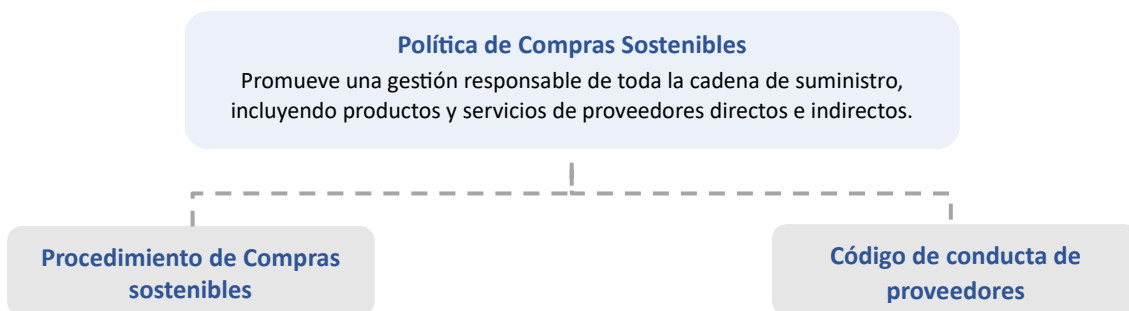 Política de Compras Sostenibles
Promueve una gestión responsable de toda la cadena de suministro,
incluyendo productos y servicios de proveedores directos e indirectos.
Procedimiento de Compras
sostenibles
Código de conducta de
proveedores